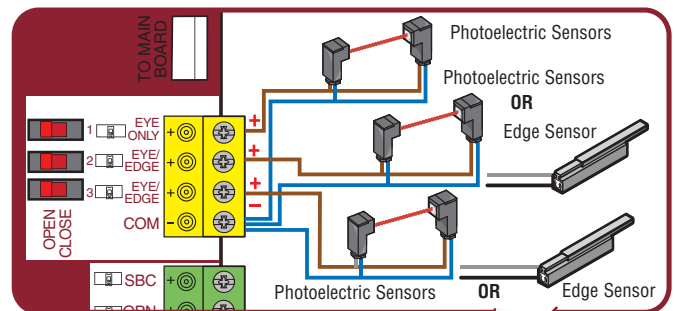 TO MAIN
BOARD
Photoelectric Sensors
Photoelectric Sensors
OR
Edge Sensor
1 EYE
ONLY + +
2 EYE/
EDGE + +
3 EYE/
EDGE + +
COM - –
OPEN
CLOSE
SBC +
Photoelectric Sensors OR Edge Sensor